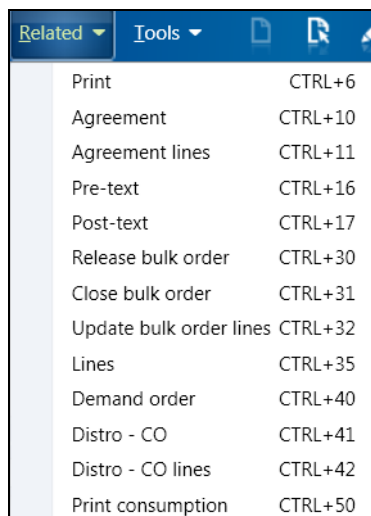 Related Tools
Print CTRL+6
Agreement CTRL+10
Agreement lines CTRL+11
Pre-text CTRL+16
Post-text CTRL+17
Release bulk order CTRL+30
Close bulk order CTRL+31
Update bulk order lines CTRL+32
Lines CTRL+35
Demand order CTRL+40
Distro - CO CTRL+41
Distro - CO lines CTRL+42
Print consumption CTRL+50